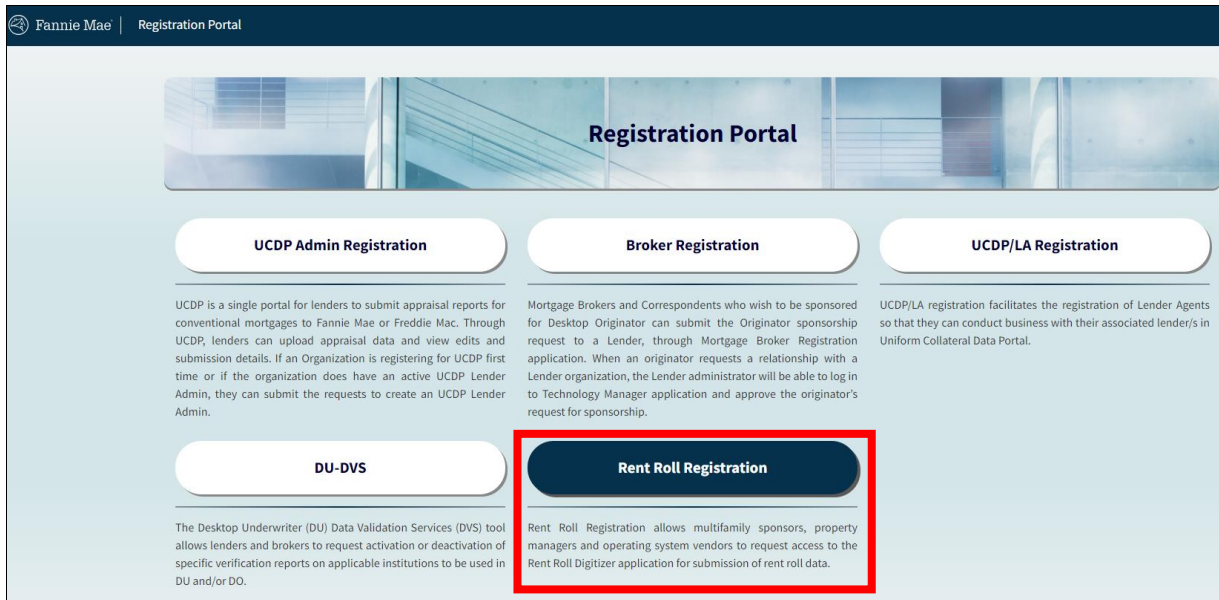 Fannie Mae | Registration Portal
Registration Portal
UCDP Admin Registration
UCDP is a single portal for lenders to submit appraisal reports for
conventional mortgages to Fannie Mae or Freddie Mac. Through
UCDP, lenders can upload appraisal data and view edits and
submission details. If an Organization is registering for UCDP first
time or if the organization does have an active UCDP Lender
Admin, they can submit the requests to create an UCDP Lender
Admin.
Broker Registration
Mortgage Brokers and Correspondents who wish to be sponsored
for Desktop Originator can submit the Originator sponsorship
request to a Lender, through Mortgage Broker Registration
application. When an originator requests a relationship with a
Lender organization, the Lender administrator will be able to log in
to Technology Manager application and approve the originator's
request for sponsorship.
UCDP/LA Registration
UCDP/LA registration facilitates the registration of Lender Agents
so that they can conduct business with their associated lender/s in
Uniform Collateral Data Portal.
DU-DVS
The Desktop Underwriter (DU) Data Validation Services (DVS) tool
allows lenders and brokers to request activation or deactivation of
specific verification reports on applicable institutions to be used in
DU and/or DO.
Rent Roll Registration
Rent Roll Registration allows multifamily sponsors, property
managers and operating system vendors to request access to the
Rent Roll Digitizer application for submission of rent roll data.